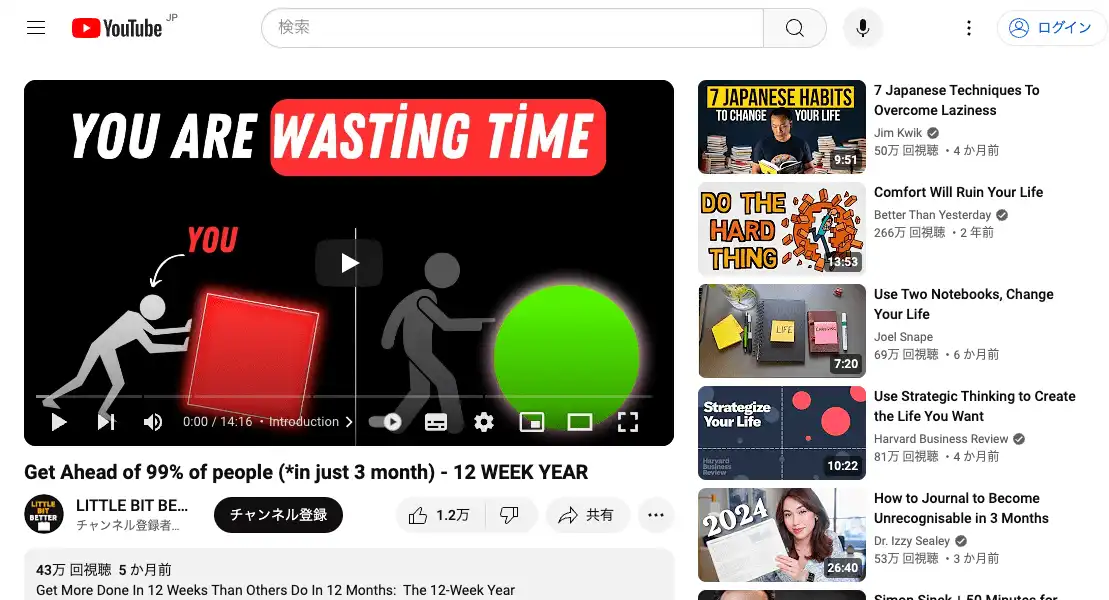 YouTube JP
検索
ログイン
YOU ARE WASTİNG TİME
YOU
0:00 / 14:16 • Introduction
Get Ahead of 99% of people (*in just 3 month) - 12 WEEK YEAR
LITTLE BIT BETTER
LITTLE BIT BE...
チャンネル登録者...
チャンネル登録
1.2万
共有
43万 回視聴 5 か月前
Get More Done In 12 Weeks Than Others Do In 12 Months: The 12-Week Year
7 JAPANESE HABITS
TO CHANGE YOUR LIFE
9:51
7 Japanese Techniques To
Overcome Laziness
Jim Kwik
50万 回視聴 • 4 か月前
DO THE
HARD
THING
13:53
Comfort Will Ruin Your Life
Better Than Yesterday
266万 回視聴 • 2 年前
LIFE
7:20
Use Two Notebooks, Change
Your Life
Joel Snape
69万 回視聴 • 6 か月前
Strategize
Your Life
Harvard
Business
Review
10:22
Use Strategic Thinking to Create
the Life You Want
Harvard Business Review
81万 回視聴 • 4 か月前
2024
26:40
How to Journal to Become
Unrecognisable in 3 Months
Dr. Izzy Sealey
53万 回視聴 • 3 か月前
Simon Sinek + 50 Minutes for